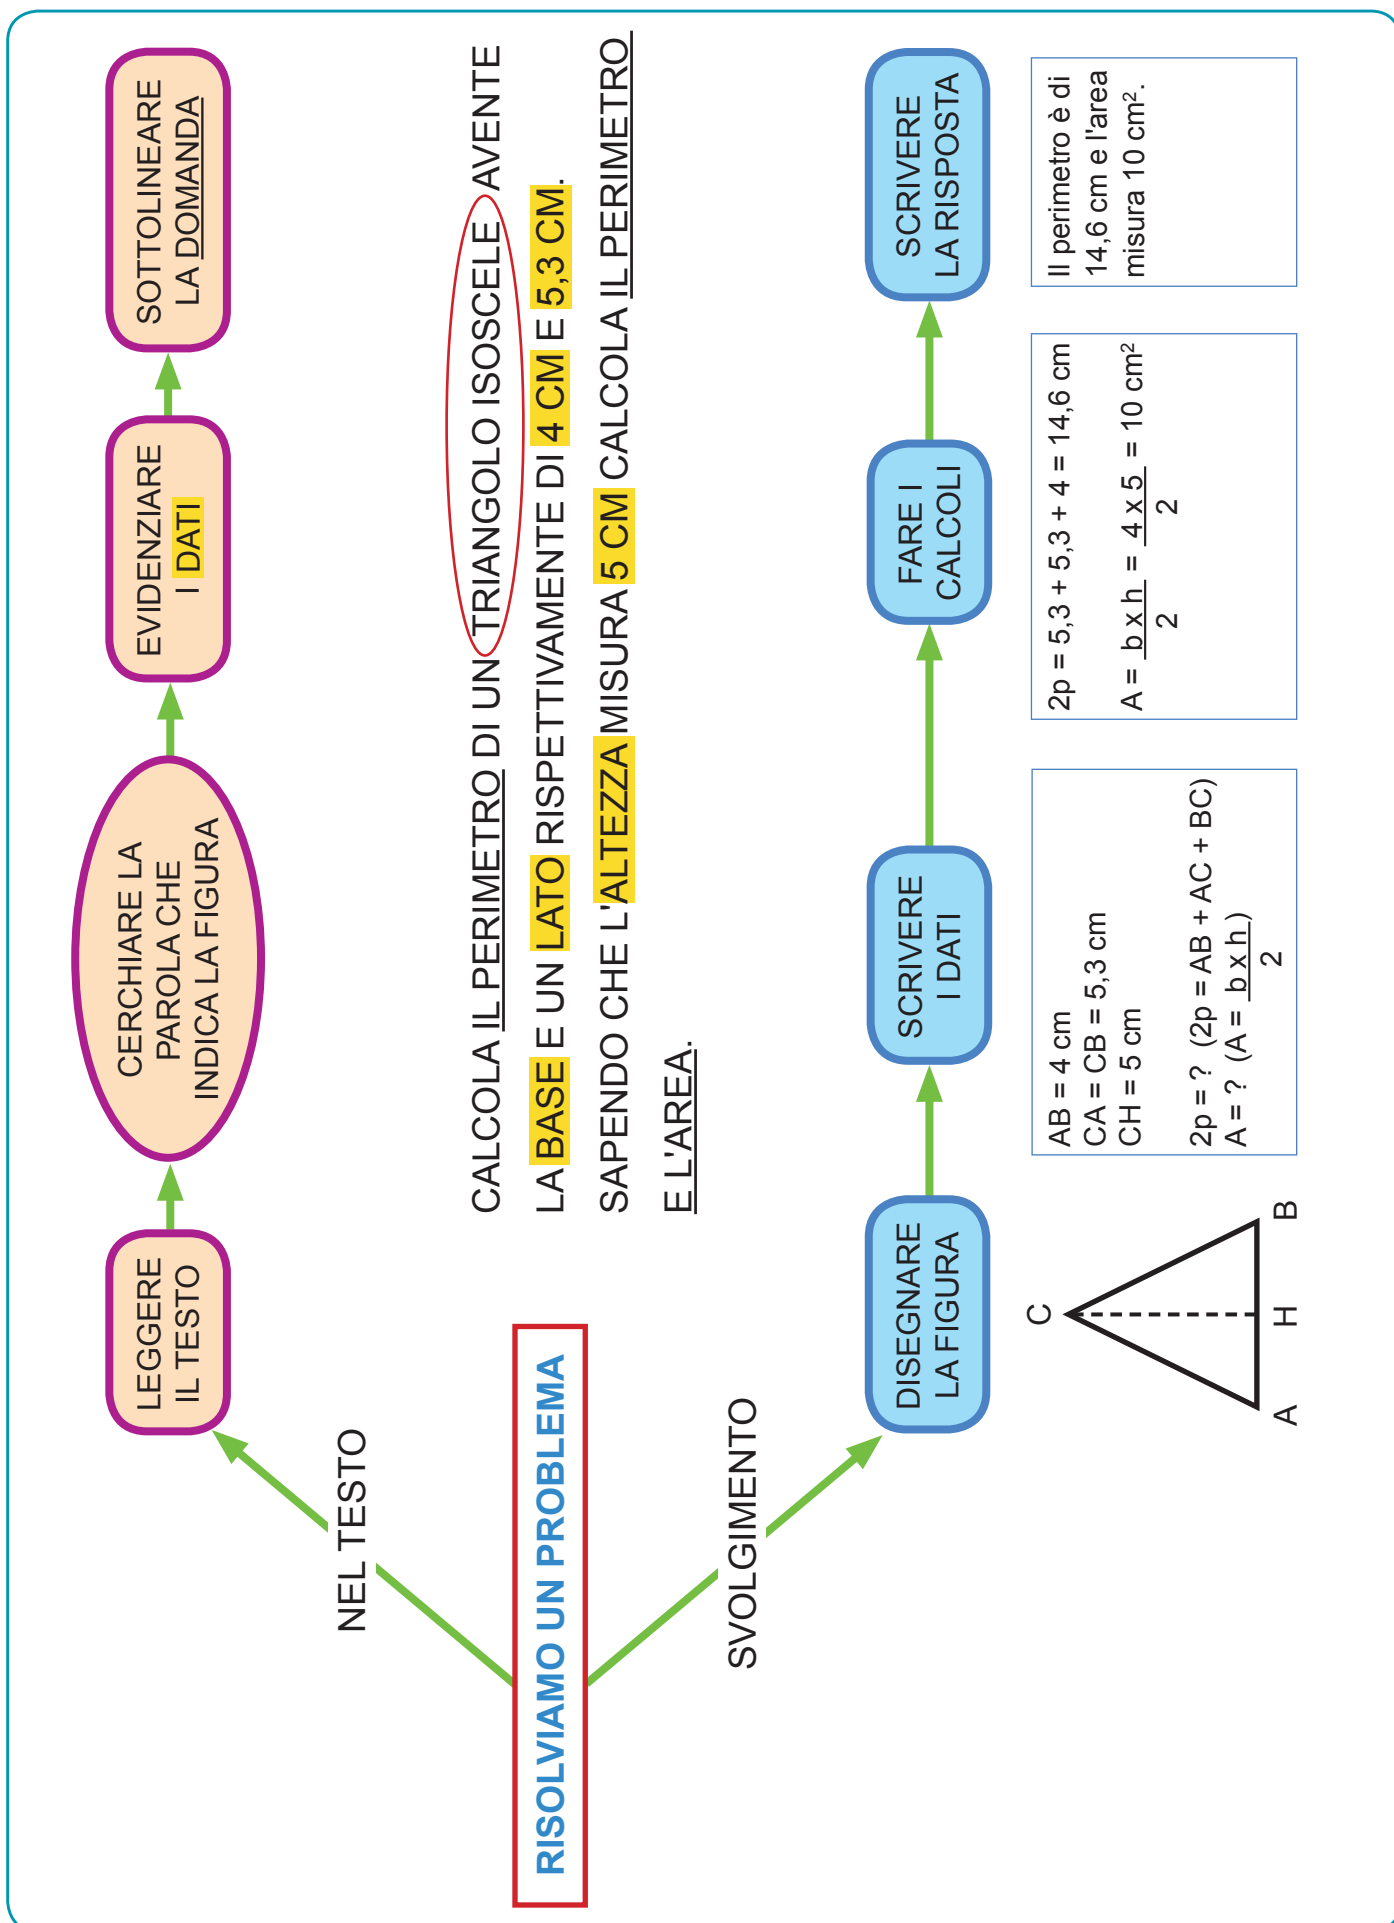 RISOLVIAMO UN PROBLEMA
NEL TESTO
LEGGERE
IL TESTO
CERCHIARE LA
PAROLA CHE
INDICA LA FIGURA
EVIDENZIARE
I DATI
SOTTOLINEARE
LA DOMANDA
CALCOLA IL PERIMETRO DI UN TRIANGOLO ISOSCELE AVENTE
LA BASE E UN LATO RISPETTIVAMENTE DI 4 CM E 5,3 CM.
SAPENDO CHE L'ALTEZZA MISURA 5 CM CALCOLA IL PERIMETRO
E L'AREA.
SVOLGIMENTO
DISEGNARE
LA FIGURA
SCRIVERE
I DATI
FARE I
CALCOLI
SCRIVERE
LA RISPOSTA
C
A H B
AB = 4 cm
CA = CB = 5,3 cm
CH = 5 cm
2p = ? (2p = AB + AC + BC)
A = ? (A = b x h )
2
2p = 5,3 + 5,3 + 4 = 14,6 cm
A = b x h = 4 x 5 = 10 cm²
2 2
Il perimetro è di
14,6 cm e l'area
misura 10 cm².